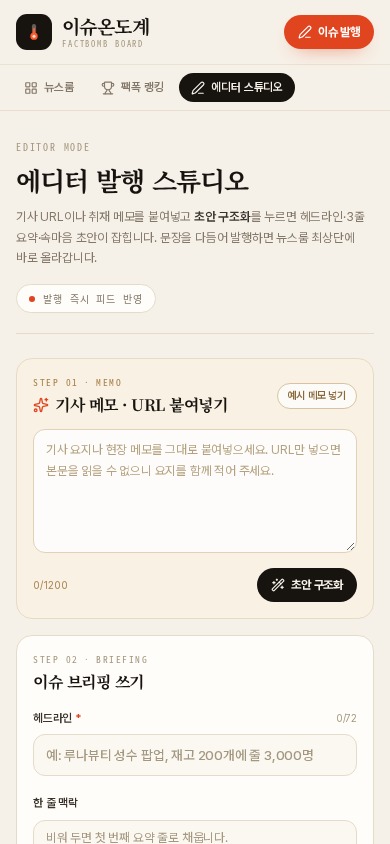 이슈온도계
FACTBOMB BOARD
이슈 발행
뉴스룸
팩폭 랭킹
에디터 스튜디오
EDITOR MODE
에디터 발행 스튜디오
기사 URL이나 취재 메모를 붙여넣고 초안 구조화를 누르면 헤드라인·3줄
요약·속마음 초안이 잡힙니다. 문장을 다듬어 발행하면 뉴스룸 최상단에
바로 올라갑니다.
발행 즉시 피드 반영
STEP 01 · MEMO
기사 메모 · URL 붙여넣기
예시 메모 넣기
기사 요지나 현장 메모를 그대로 붙여넣으세요. URL만 넣으면
본문을 읽을 수 없으니 요지를 함께 적어 주세요.
0/1200
초안 구조화
STEP 02 · BRIEFING
이슈 브리핑 쓰기
헤드라인 *
0/72
예: 루나뷰티 성수 팝업, 재고 200개에 줄 3,000명
한 줄 맥락
비워 두면 첫 번째 요약 줄로 채웁니다.